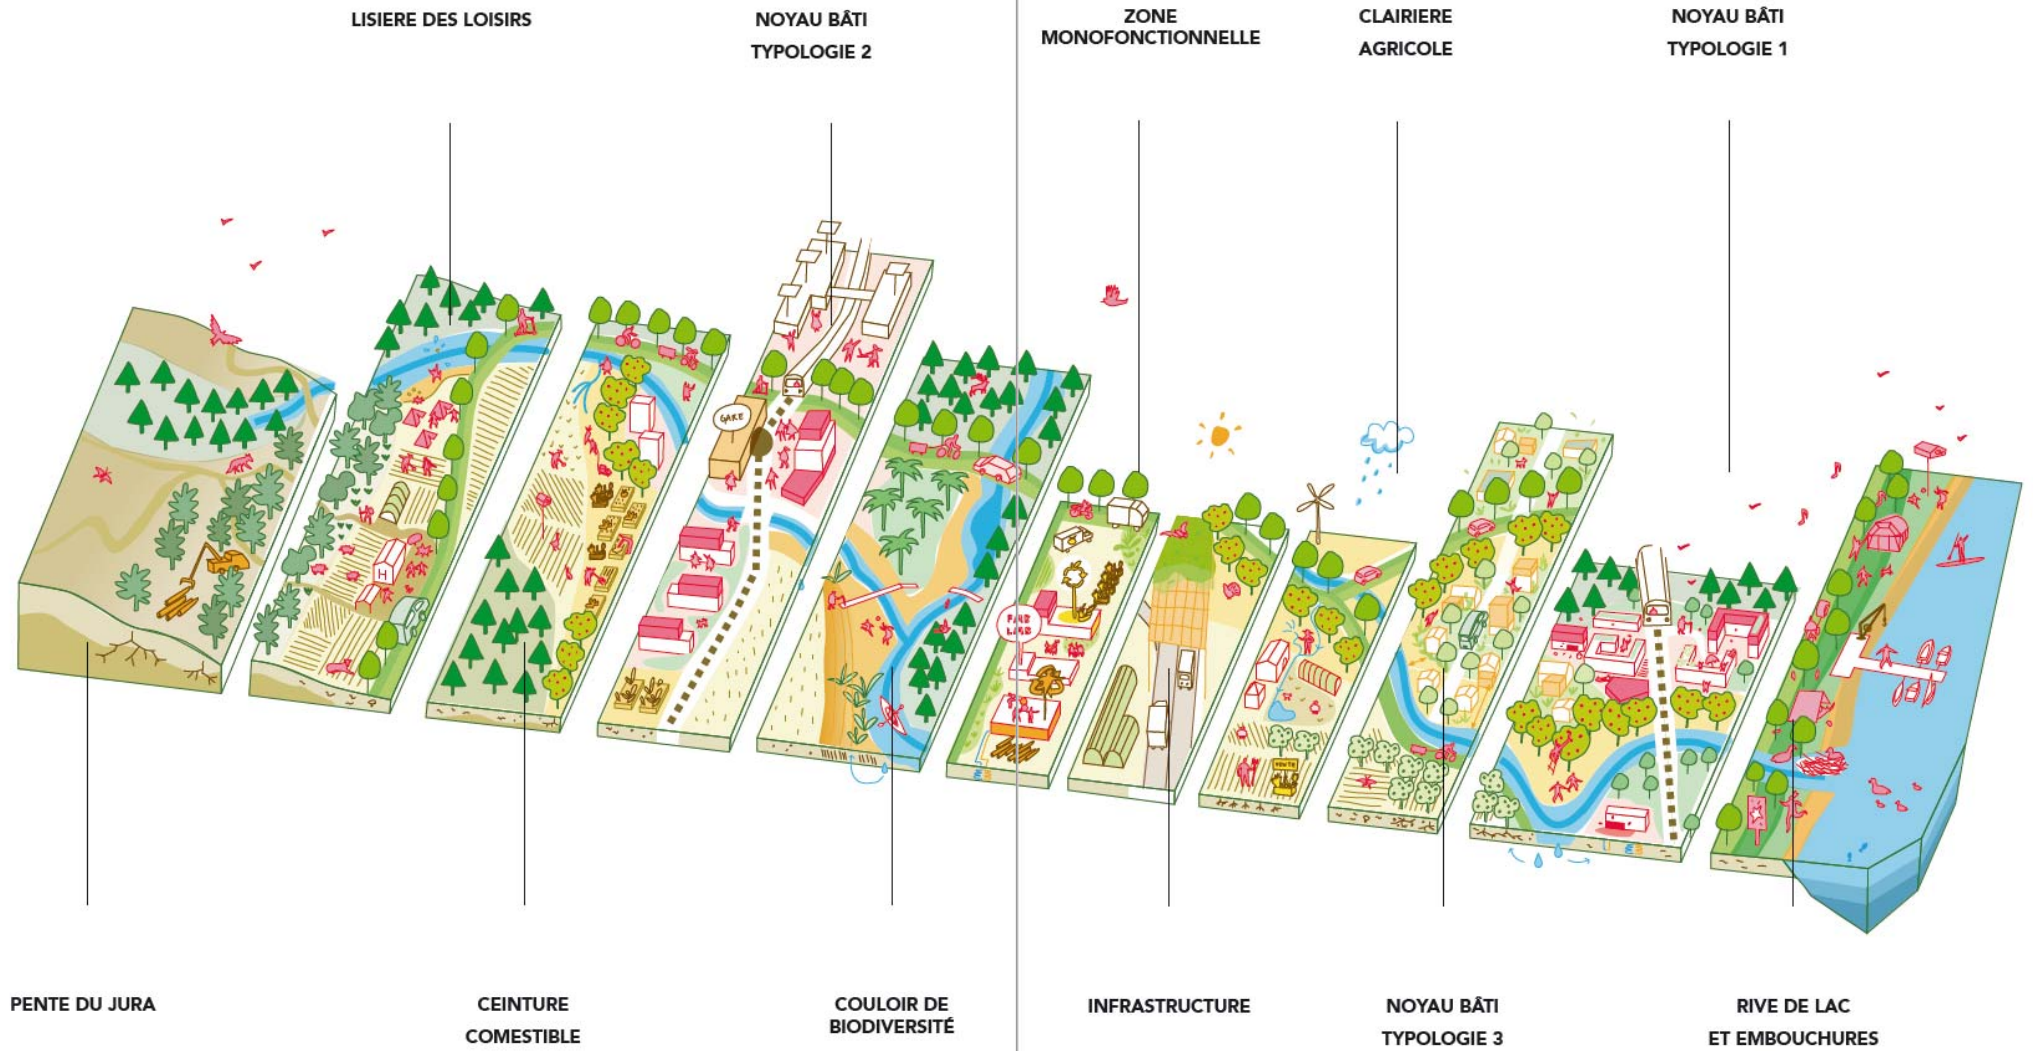 LISIERE DES LOISIRS
NOYAU BÂTI
TYPOLOGIE 2
ZONE
MONOFONCTIONNELLE
CLAIRIERE
AGRICOLE
NOYAU BÂTI
TYPOLOGIE 1
GARE
H
PENTE DU JURA
CEINTURE
COMESTIBLE
COULOIR DE
BIODIVERSITÉ
INFRASTRUCTURE
NOYAU BÂTI
TYPOLOGIE 3
RIVE DE LAC
ET EMBOUCHURES